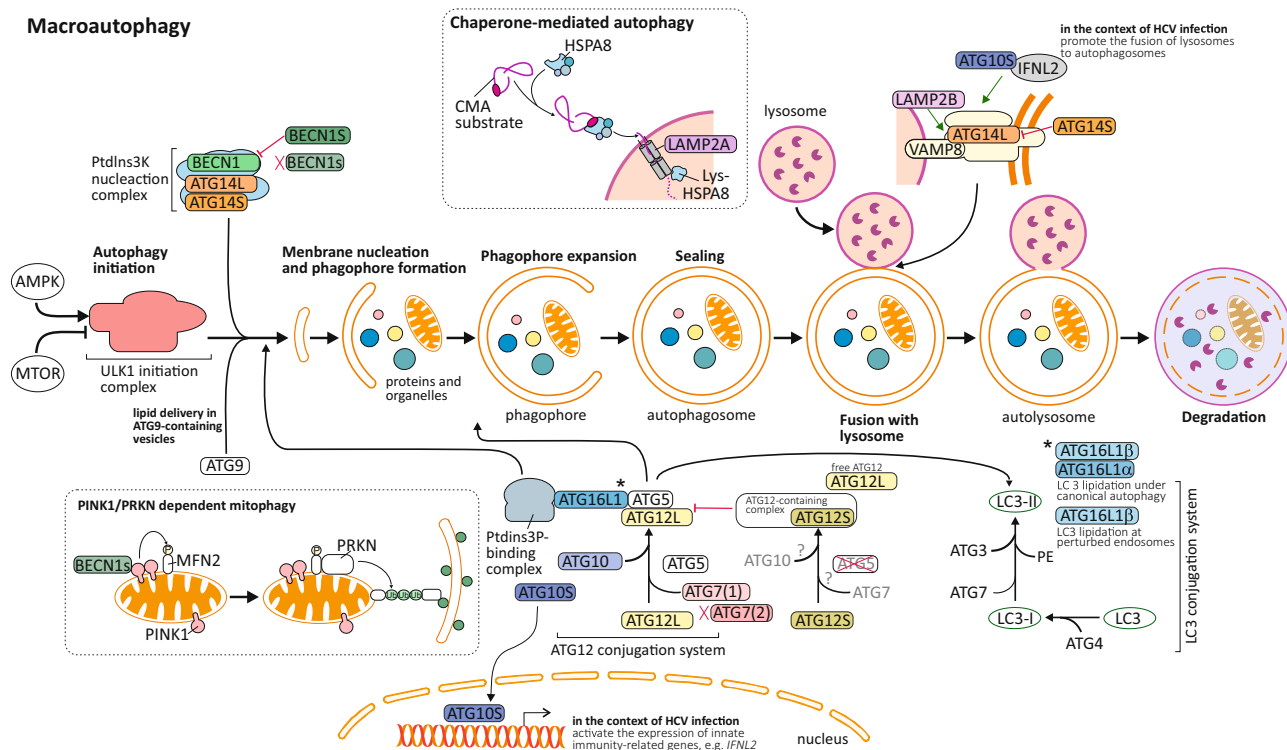 Macroautophagy
Chaperone-mediated autophagy
HSPA8
CMA
substrate
LAMP2A
Lys-
HSPA8
in the context of HCV infection
promote the fusion of lysosomes
to autophagosomes
ATG10S
IFNL2
LAMP2B
ATG14L
ATG14S
VAMP8
lysosome
BECN1S
BECN1s
PtdIns3K
nucleaction
complex
BECN1
ATG14L
ATG14S
Autophagy
initiation
AMPK
MTOR
ULK1 initiation
complex
Menbrane nucleation
and phagophore formation
proteins and
organelles
Phagophore expansion
phagophore
Sealing
autophagosome
Fusion with
lysosome
autolysosome
Degradation
lipid delivery in
ATG9-containing
vesicles
ATG9
PINK1/PRKN dependent mitophagy
BECN1s
P
MFN2
PINK1
P
PRKN
Ub
Ub
Ub
Ptdins3P-
binding
complex
ATG16L1
*
ATG5
ATG12L
ATG10
ATG5
ATG7(1)
ATG7(2)
ATG12L
ATG12 conjugation system
ATG10S
free ATG12
ATG12L
ATG12-containing
complex
ATG12S
?
ATG10
ATG5
?
ATG7
ATG12S
LC3-II
ATG3
PE
ATG7
LC3-I
LC3
ATG4
*
ATG16L1β
ATG16L1α
LC 3 lipidation under
canonical autophagy
ATG16L1β
LC3 lipidation at
perturbed endosomes
LC3 conjugation system
ATG10S
in the context of HCV infection
activate the expression of innate
immunity-related genes, e.g. IFNL2
nucleus